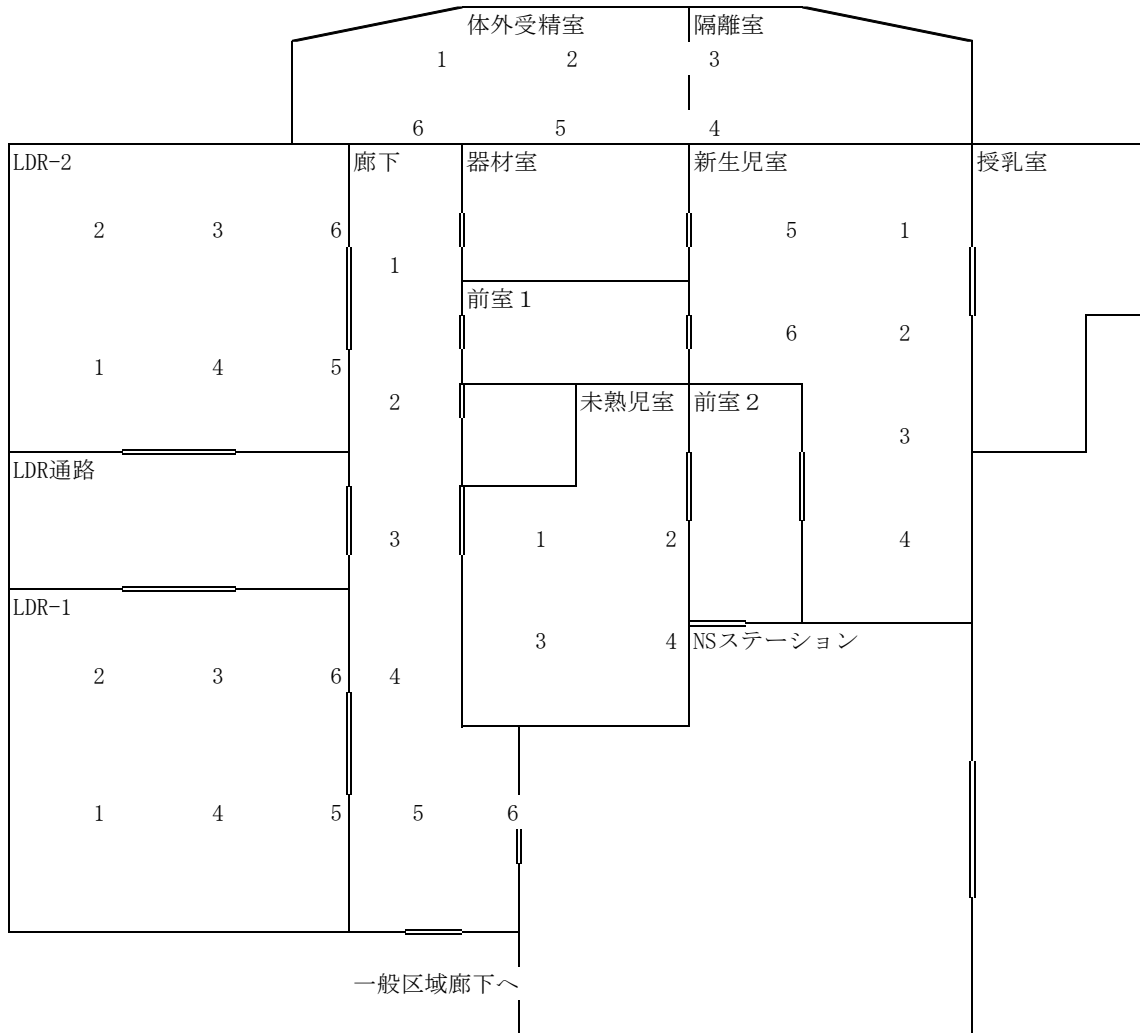 体外受精室 隔離室
1 2 3
6 5 4
LDR-2 廊下 器材室 新生児室 授乳室
2 3 6 5 1
1
前室１
6 2
1 4 5
2 未熟児室 前室２
3
LDR通路
3 1 2 4
LDR-1
3 4 NSステーション
2 3 6 4
1 4 5 5 6
一般区域廊下へ